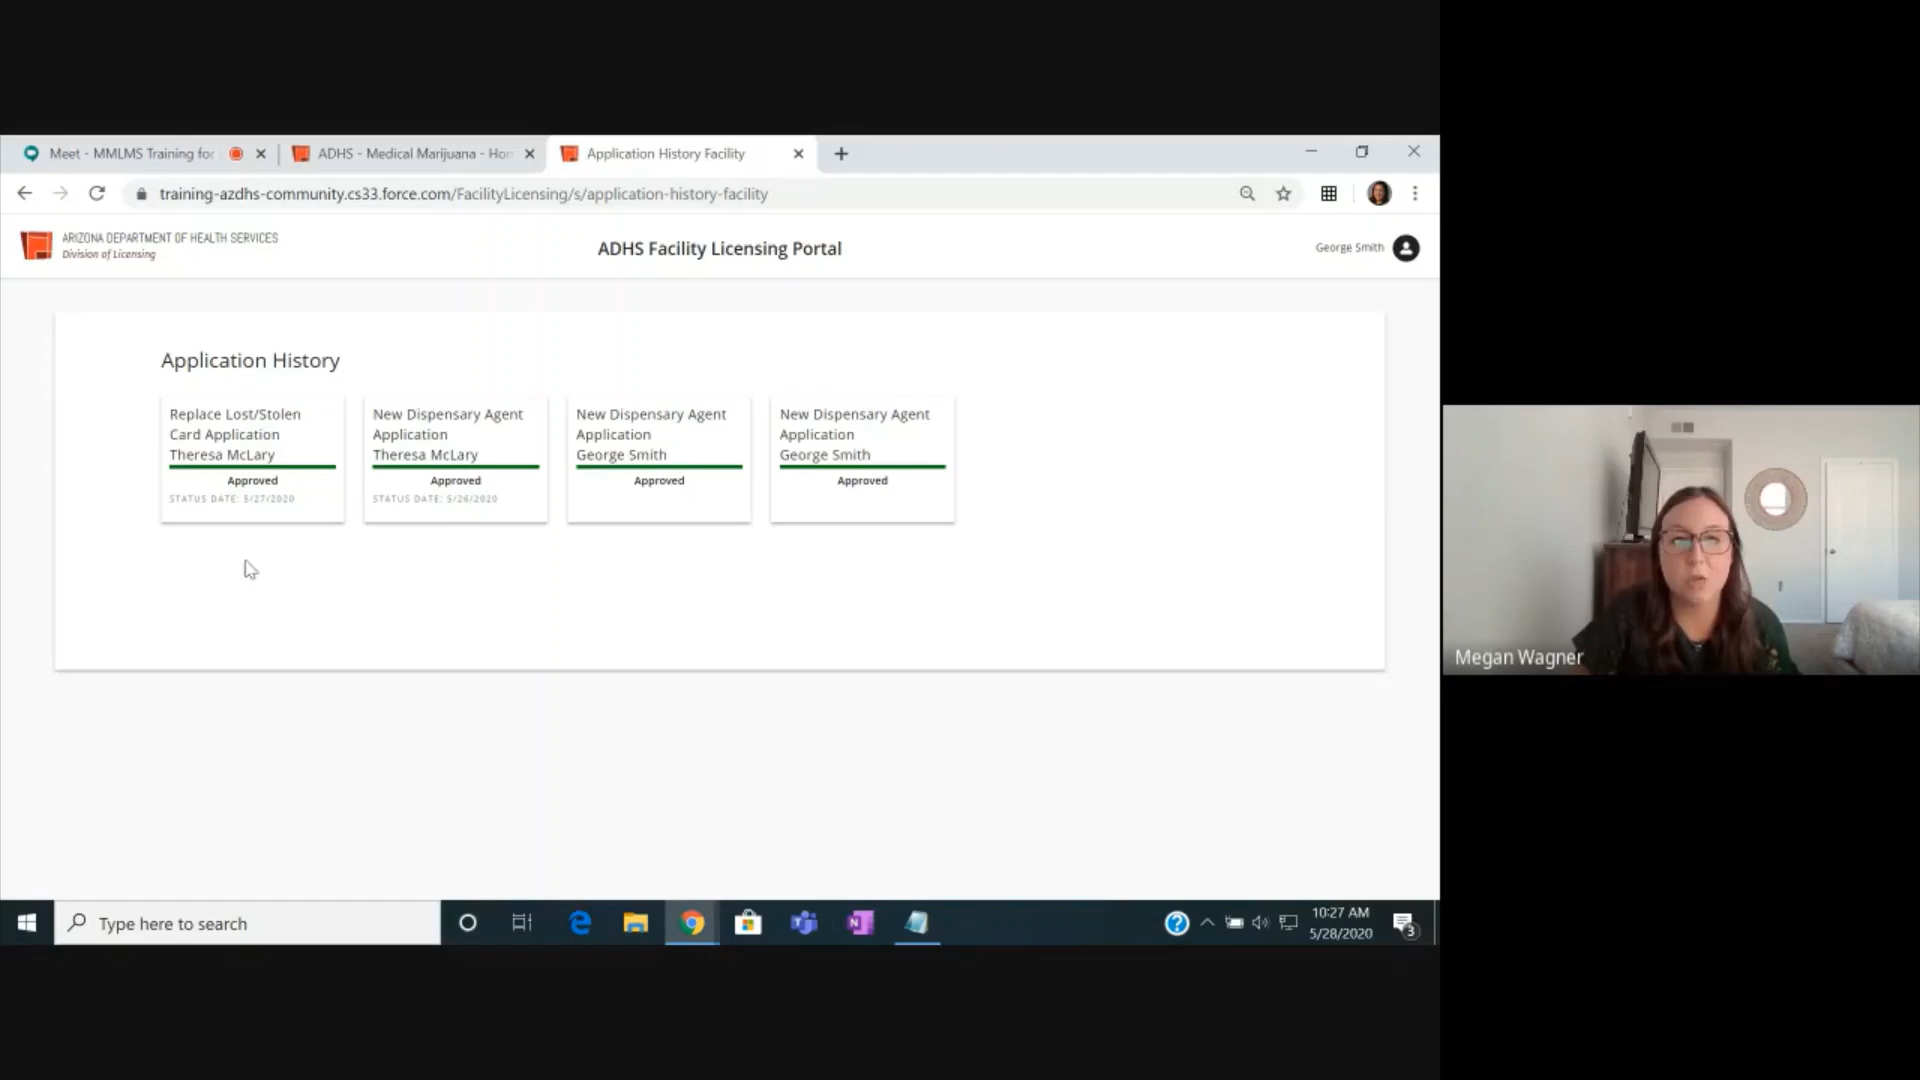 Meet - MMLMS Training for
ADHS - Medical Marijuana - Hom
Application History Facility
training-azdhs-community.cs33.force.com/FacilityLicensing/s/application-history-facility
ARIZONA DEPARTMENT OF HEALTH SERVICES
Division of Licensing
ADHS Facility Licensing Portal
George Smith
Application History
Replace Lost/Stolen
Card Application
Theresa McLary
Approved
STATUS DATE: 5/27/2020
New Dispensary Agent
Application
Theresa McLary
Approved
STATUS DATE: 5/26/2020
New Dispensary Agent
Application
George Smith
Approved
New Dispensary Agent
Application
George Smith
Approved
Megan Wagner
Type here to search
10:27 AM
5/28/2020
3